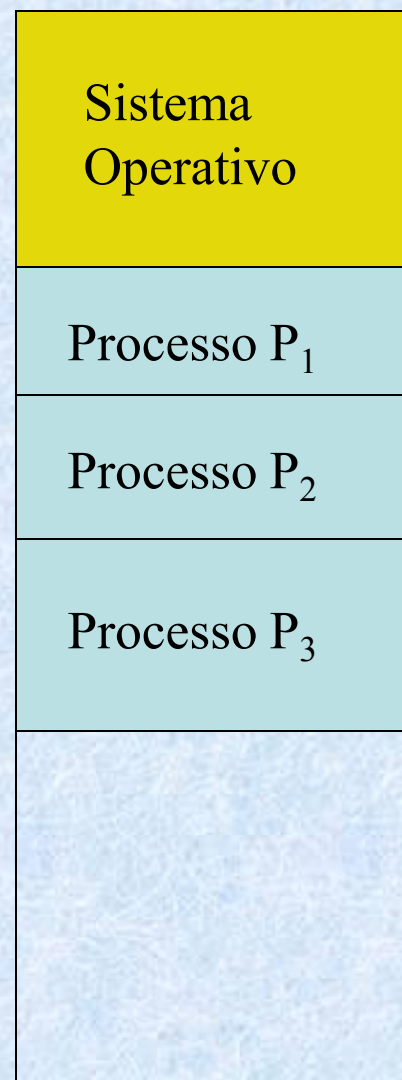 Sistema
Operativo
Processo P₁
Processo P₂
Processo P₃